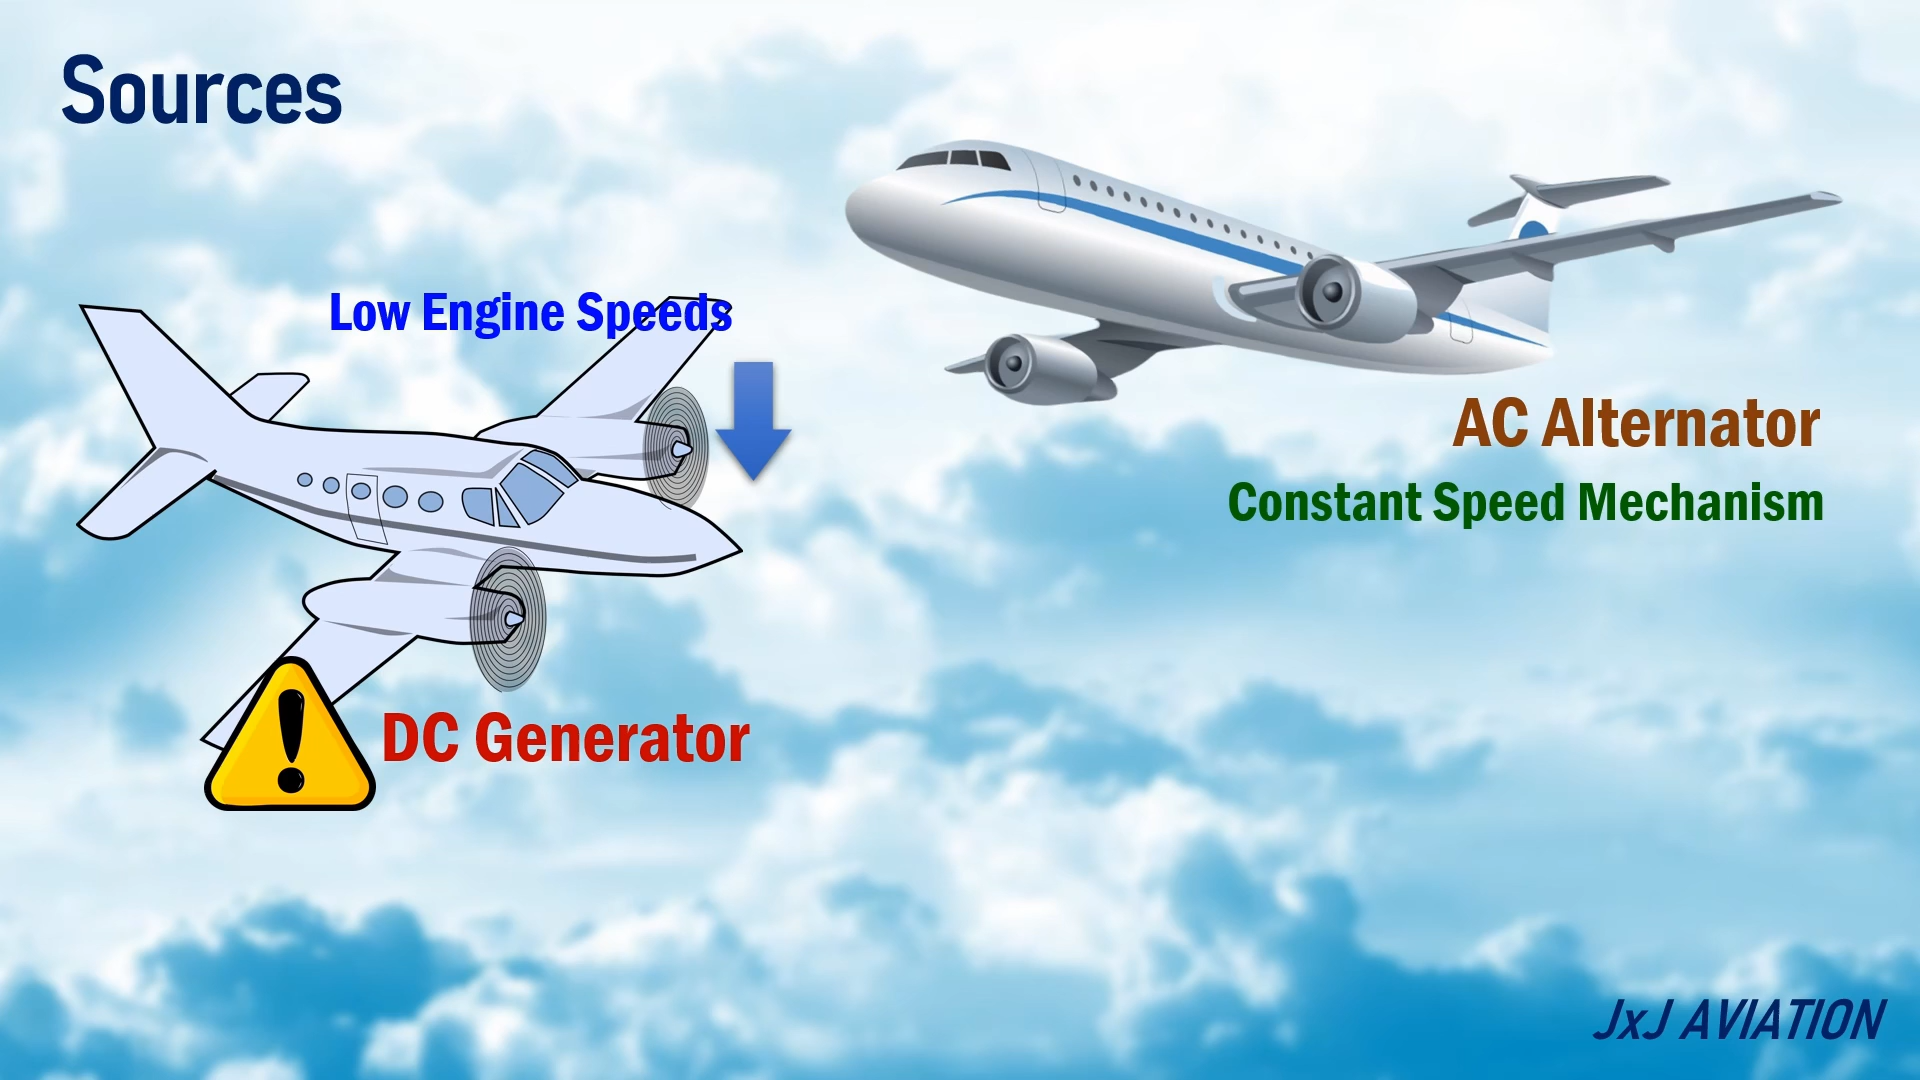 Sources
Low Engine Speeds
AC Alternator
Constant Speed Mechanism
DC Generator
JxJ AVIATION